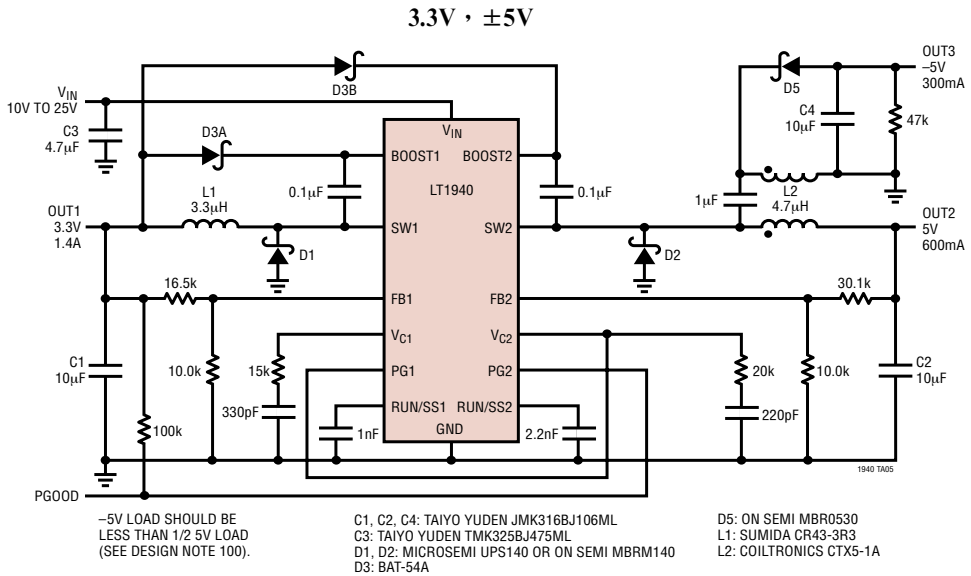 3.3V，±5V
D3B
VIN
10V TO 25V
C3
4.7µF
D3A
VIN
BOOST1
BOOST2
LT1940
0.1µF
0.1µF
L1
3.3µH
OUT1
3.3V
1.4A
SW1
SW2
D1
D2
D5
C4
10µF
47k
OUT3
–5V
300mA
1µF
L2
4.7µH
OUT2
5V
600mA
16.5k
FB1
FB2
30.1k
VC1
VC2
C1
10µF
10.0k
15k
PG1
PG2
20k
10.0k
C2
10µF
330pF
RUN/SS1
RUN/SS2
220pF
100k
1nF
GND
2.2nF
1940 TA05
PGOOD
–5V LOAD SHOULD BE
LESS THAN 1/2 5V LOAD
(SEE DESIGN NOTE 100).
C1, C2, C4: TAIYO YUDEN JMK316BJ106ML
C3: TAIYO YUDEN TMK325BJ475ML
D1, D2: MICROSEMI UPS140 OR ON SEMI MBRM140
D3: BAT-54A
D5: ON SEMI MBR0530
L1: SUMIDA CR43-3R3
L2: COILTRONICS CTX5-1A